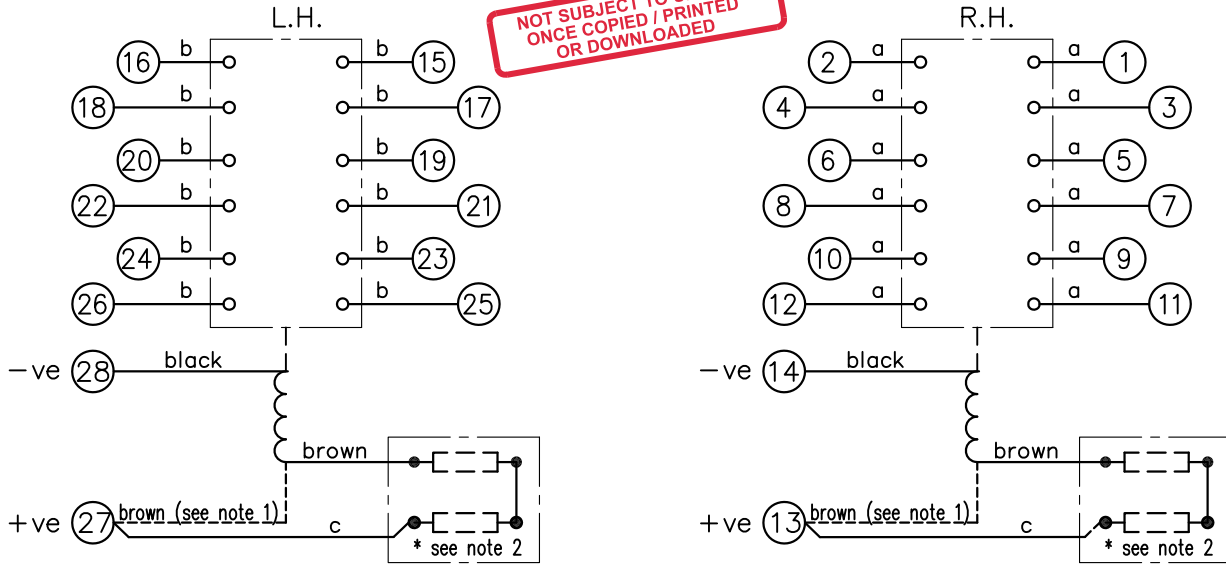 L.H.
R.H.
NOT SUBJECT TO
ONCE COPIED / PRINTED
OR DOWNLOADED
16 b b 15
18 b b 17
20 b b 19
22 b b 21
24 b b 23
26 b b 25
-ve 28 black
brown
+ve 27 brown (see note 1)
c
* see note 2
2 a a 1
4 a a 3
6 a a 5
8 a a 7
10 a a 9
12 a a 11
-ve 14 black
brown
+ve 13 brown (see note 1)
c
* see note 2